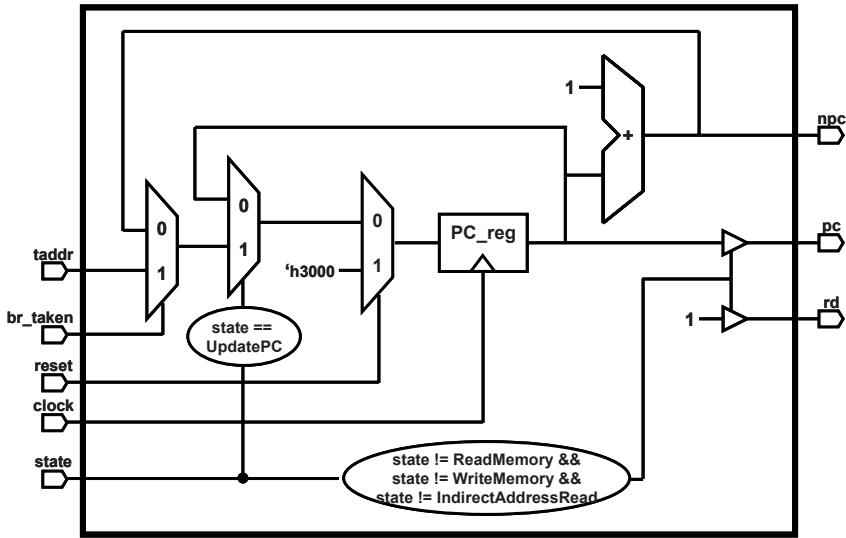 1
+
npc
0
1
0
1
0
1
'h3000
PC_reg
pc
taddr
br_taken
state ==
UpdatePC
1
rd
reset
clock
state
state != ReadMemory &&
state != WriteMemory &&
state != IndirectAddressRead